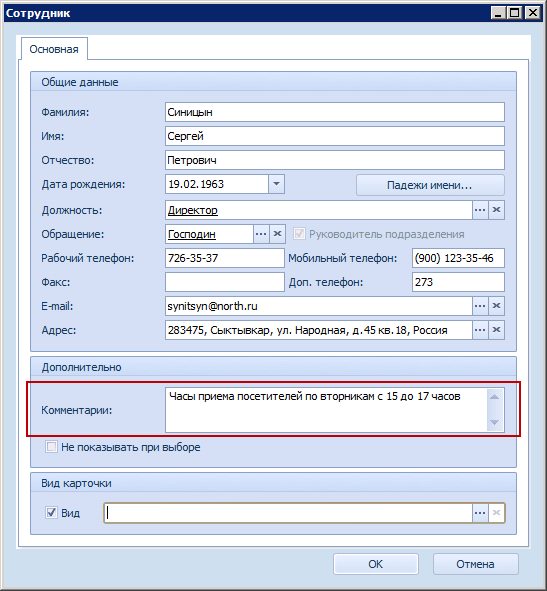 Сотрудник
Основная
Общие данные
Фамилия: Синицын
Имя: Сергей
Отчество: Петрович
Дата рождения: 19.02.1963 Падежи имени...
Должность: Директор ...
Обращение: Господин ... Руководитель подразделения
Рабочий телефон: 726-35-37 Мобильный телефон: (900) 123-35-46
Факс: Доп. телефон: 273
E-mail: synitsyn@north.ru ...
Адрес: 283475, Сыктывкар, ул. Народная, д.45 кв.18, Россия ...
Дополнительно
Комментарии: Часы приема посетителей по вторникам с 15 до 17 часов
Не показывать при выборе
Вид карточки
Вид ...
OK Отмена